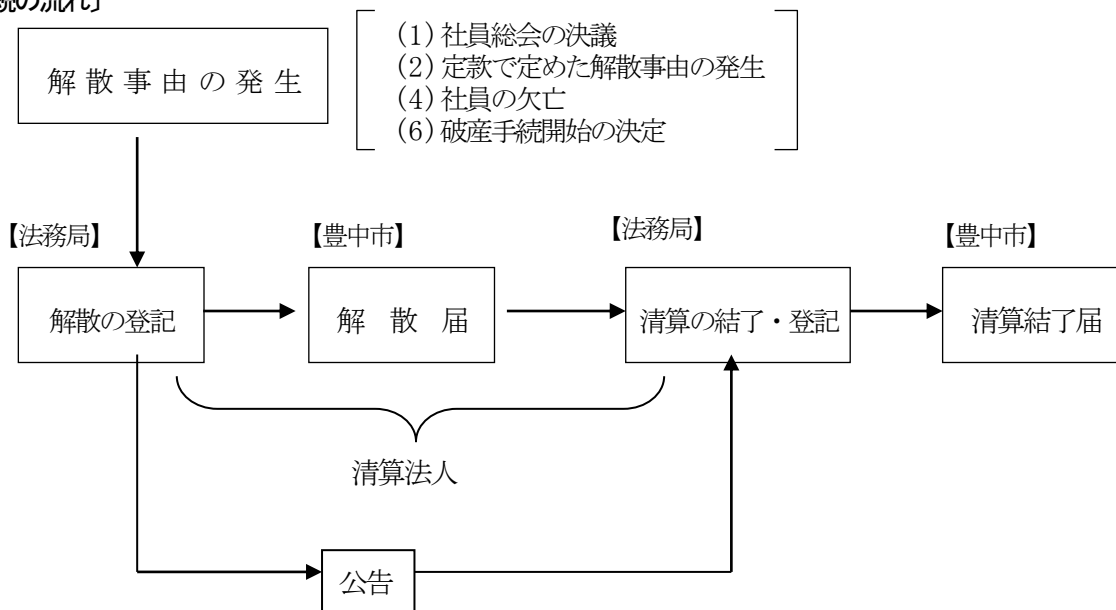 の流れ〕
解散事由の発生
(1)社員総会の決議
(2)定款で定めた解散事由の発生
(4)社員の欠亡
(6)破産手続開始の決定
【法務局】
【豊中市】
【法務局】
【豊中市】
解散の登記
解散届
清算の結了・登記
清算結了届
清算法人
公告